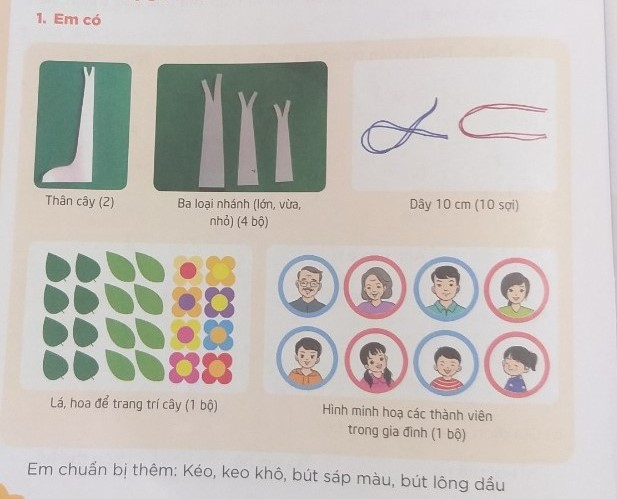 1. Em có
Thân cây (2)
Ba loại nhánh (lớn, vừa,
nhỏ) (4 bộ)
Dây 10 cm (10 sợi)
Lá, hoa để trang trí cây (1 bộ)
Hình minh hoạ các thành viên
trong gia đình (1 bộ)
Em chuẩn bị thêm: Kéo, keo khô, bút sáp màu, bút lông dầu